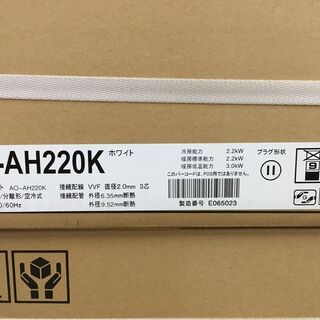 -AH220K ホワイト
冷房能力 2.2kW
暖房標準能力 2.2kW
暖房低温能力 3.0kW
プラグ形状
AO-AH220K 接続配線 VVF 直径2.0mm 3芯
/分離形/空冷式 接続配管 外径6.35mm断熱
/60Hz 外径9.52mm断熱
このバーコードは、POS用ではありません。
製造番号 E065023
9